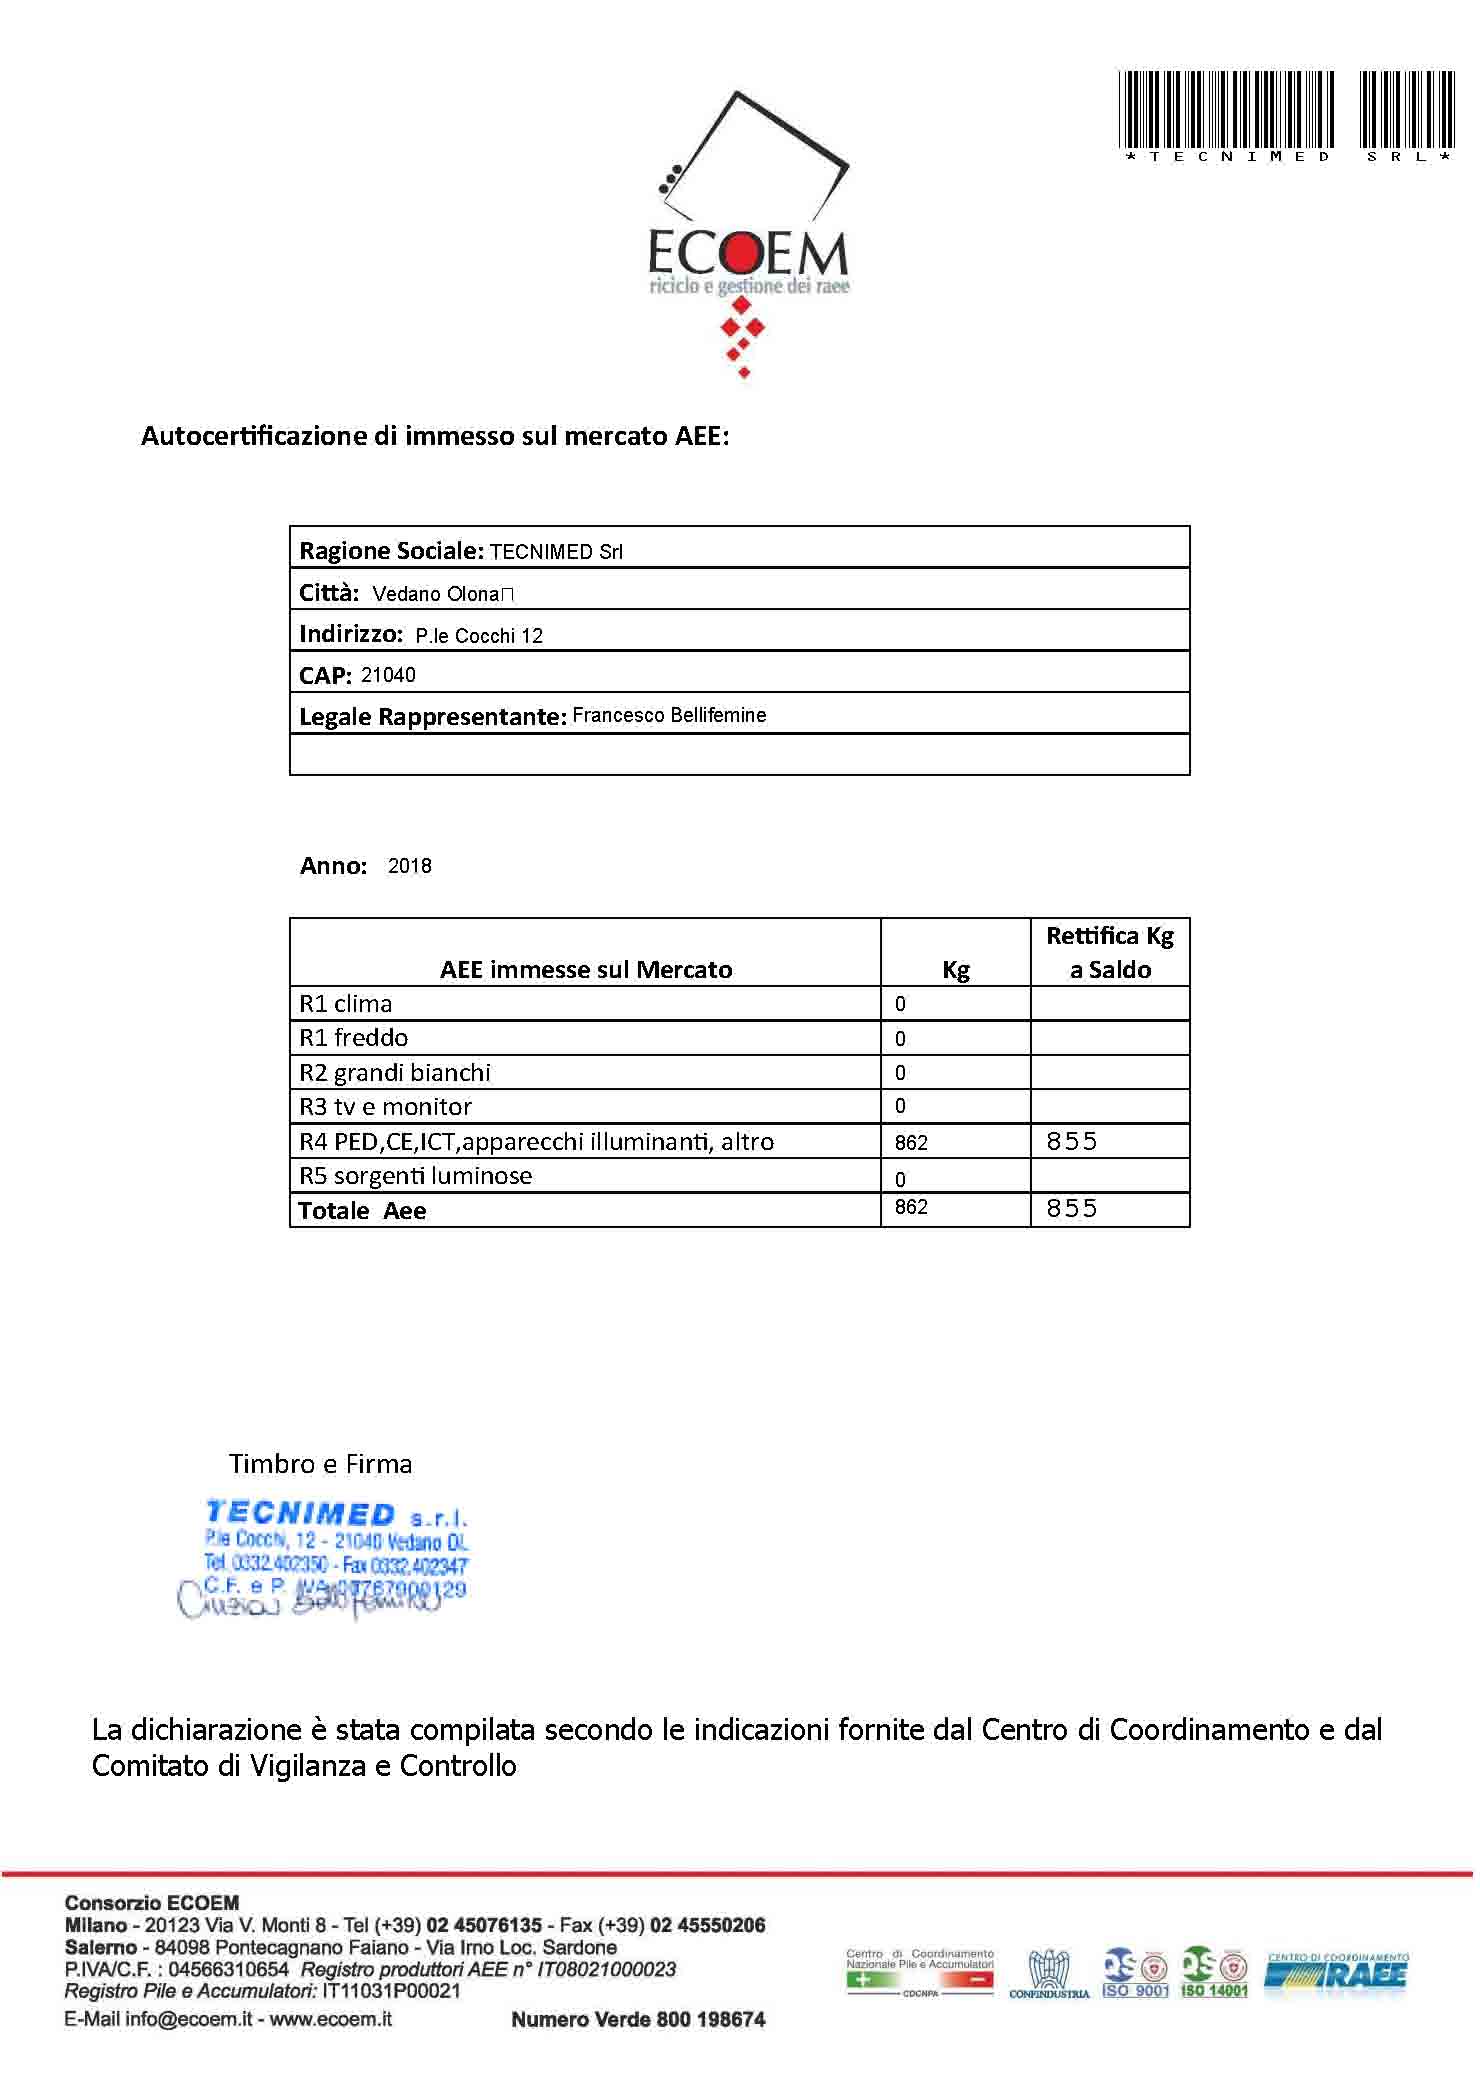 *TECNIMED SRL*
ECOEM
riciclo e gestione dei raee
Autocertificazione di immesso sul mercato AEE:
Ragione Sociale: TECNIMED Srl
Città: Vedano Olona
Indirizzo: P.le Cocchi 12
CAP: 21040
Legale Rappresentante: Francesco Bellifemine
Anno: 2018
AEE immesse sul Mercato Kg Rettifica Kg a Saldo
R1 clima 0
R1 freddo 0
R2 grandi bianchi 0
R3 tv e monitor 0
R4 PED,CE,ICT,apparecchi illuminanti, altro 862 855
R5 sorgenti luminose 0
Totale Aee 862 855
Timbro e Firma
TECNIMED s.r.l.
P.le Cocchi, 12 - 21040 Vedano OL.
Tel. 0332.402350 - Fax 0332.402347
C.F. e P. IVA 00767000129
La dichiarazione è stata compilata secondo le indicazioni fornite dal Centro di Coordinamento e dal
Comitato di Vigilanza e Controllo
Consorzio ECOEM
Milano - 20123 Via V. Monti 8 - Tel (+39) 02 45076135 - Fax (+39) 02 45550206
Salerno - 84098 Pontecagnano Faiano - Via Irno Loc. Sardone
P.IVA/C.F. : 04566310654 Registro produttori AEE n° IT08021000023
Registro Pile e Accumulatori: IT11031P00021
E-Mail info@ecoem.it - www.ecoem.it Numero Verde 800 198674
Centro di Coordinamento
Nazionale Pile e Accumulatori
CDCNPA
CONFINDUSTRIA
QS
ISO 9001
QS
ISO 14001
CENTRO DI COORDINAMENTO
RAEE